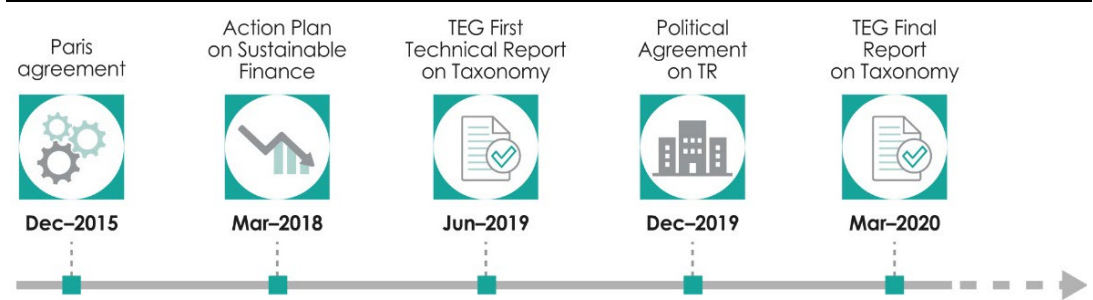 Paris
agreement
Dec–2015
Action Plan
on Sustainable
Finance
Mar–2018
TEG First
Technical Report
on Taxonomy
Jun–2019
Political
Agreement
on TR
Dec–2019
TEG Final
Report
on Taxonomy
Mar–2020